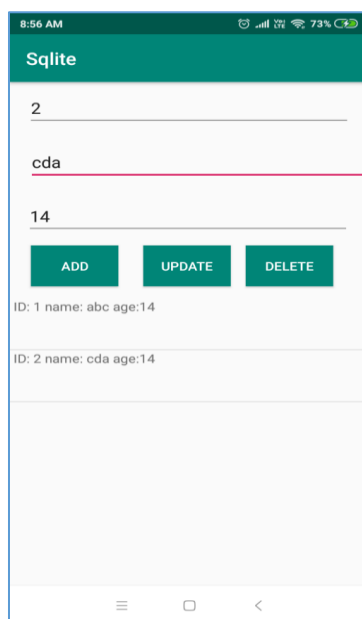 8:56 AM 73%
Sqlite
2
cda
14
ADD UPDATE DELETE
ID: 1 name: abc age:14
ID: 2 name: cda age:14